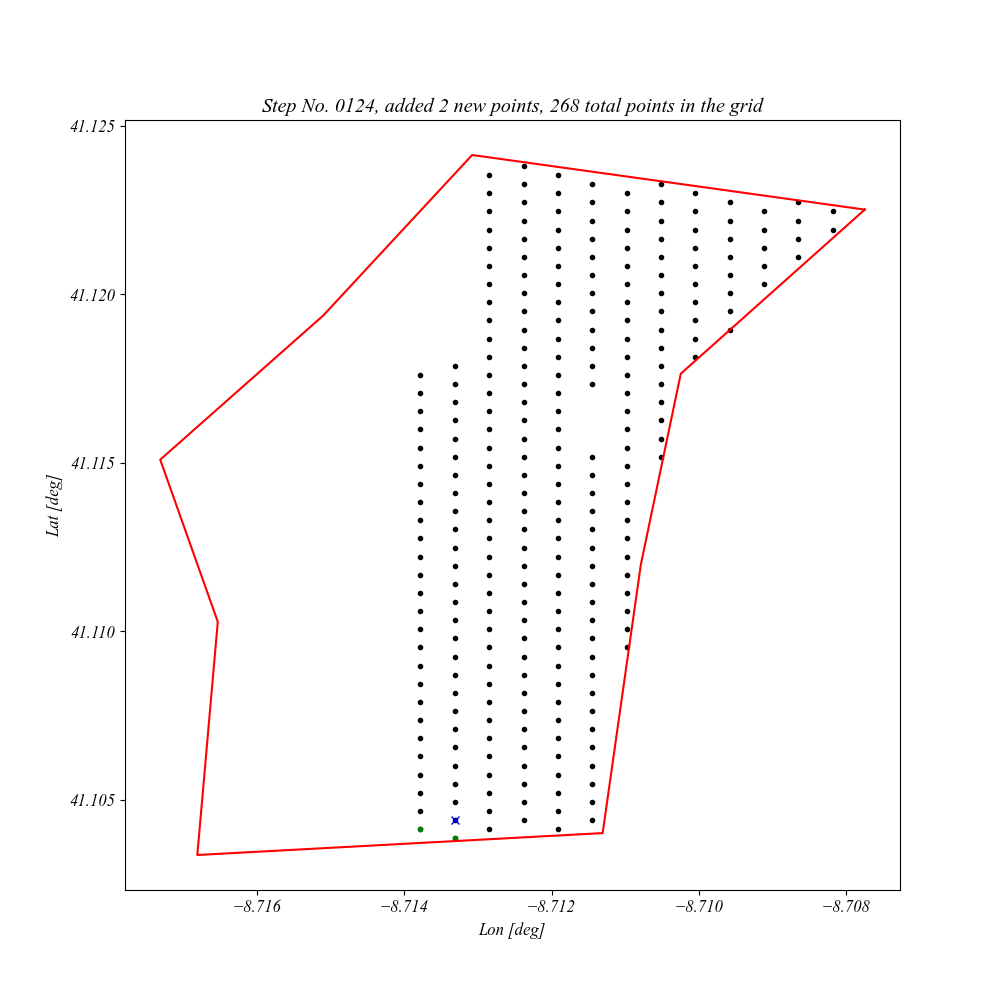 Step No. 0124, added 2 new points, 268 total points in the grid
41.125
41.120
41.115
41.110
41.105
Lat [deg]
−8.716 −8.714 −8.712 −8.710 −8.708
Lon [deg]